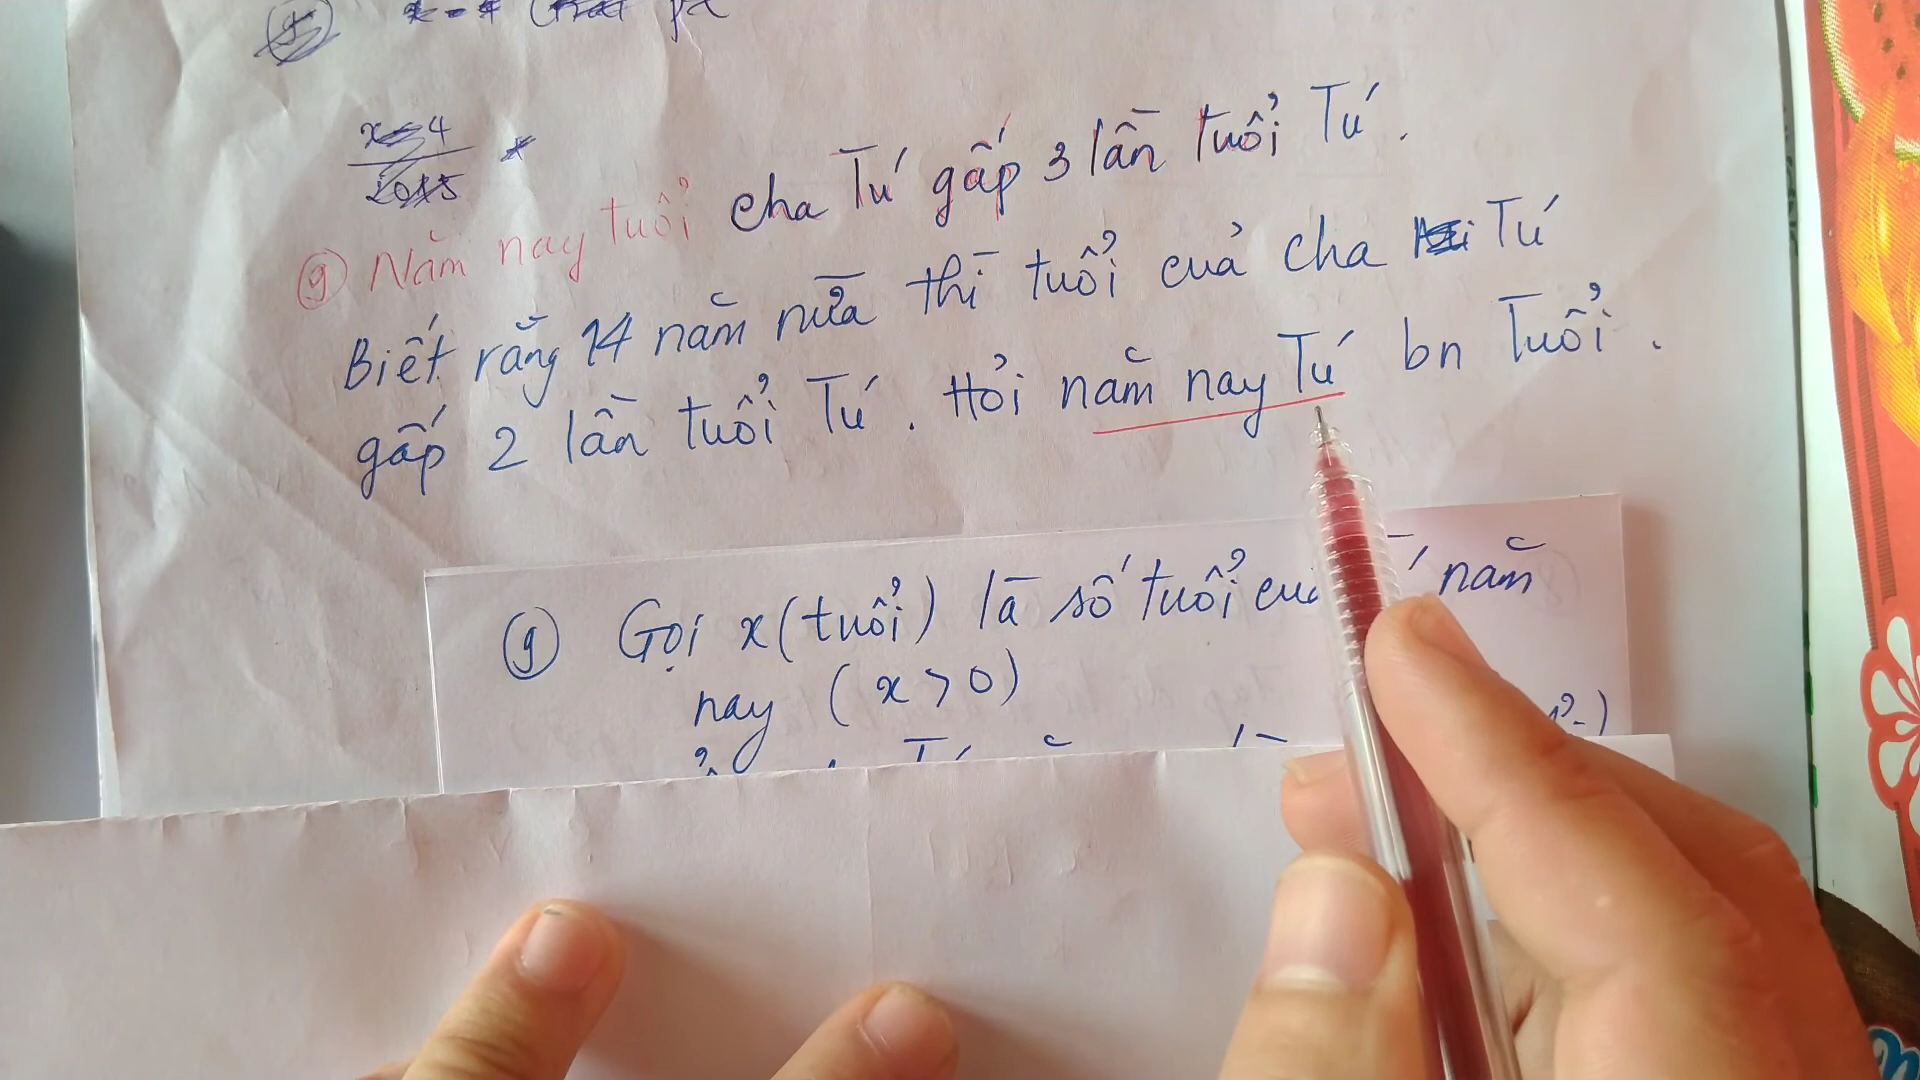 x-4
2015
9 Năm nay tuổi cha Tú gấp 3 lần tuổi Tú.
Biết rằng 14 năm nữa thì tuổi của cha Tú
gấp 2 lần tuổi Tú. Hỏi năm nay Tú bn Tuổi.
9 Gọi x (tuổi) là số tuổi năm
nay (x > 0)